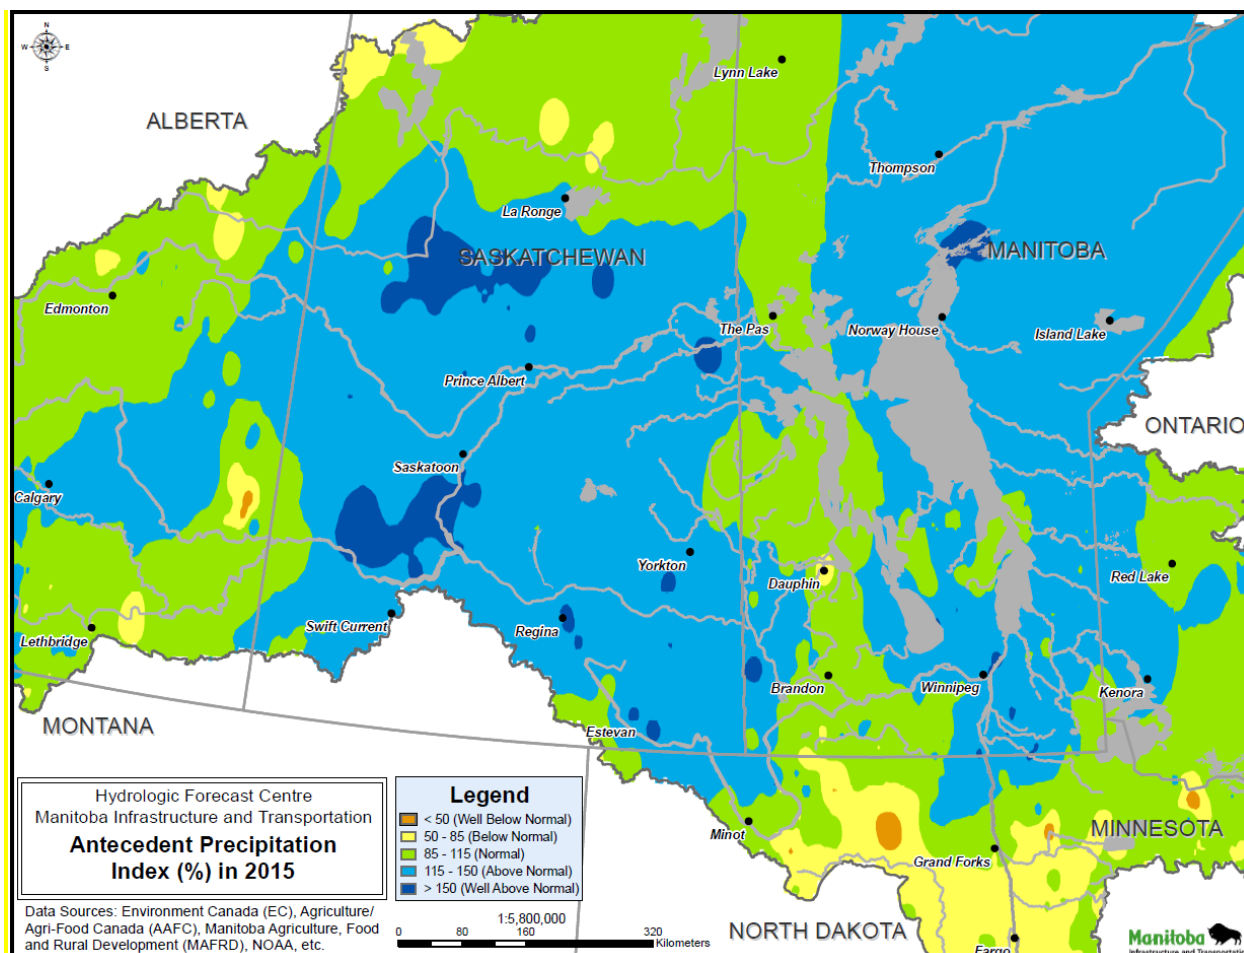 N
W E
S
Lynn Lake
ALBERTA
Thompson
La Ronge
SASKATCHEWAN
MANITOBA
Edmonton
The Pas
Norway House
Island Lake
Prince Albert
ONTARIO
Saskatoon
Calgary
Yorkton
Dauphin
Red Lake
Swift Current
Regina
Lethbridge
Brandon
Winnipeg
Kenora
MONTANA
Estevan
Minot
MINNESOTA
Grand Forks
NORTH DAKOTA
Fargo
Hydrologic Forecast Centre
Manitoba Infrastructure and Transportation
Antecedent Precipitation
Index (%) in 2015
Data Sources: Environment Canada (EC), Agriculture/
Agri-Food Canada (AAFC), Manitoba Agriculture, Food
and Rural Development (MAFRD), NOAA, etc.
Legend
< 50 (Well Below Normal)
50 - 85 (Below Normal)
85 - 115 (Normal)
115 - 150 (Above Normal)
> 150 (Well Above Normal)
1:5,800,000
0 80 160 320
Kilometers
Manitoba
Infrastructure and Transportation